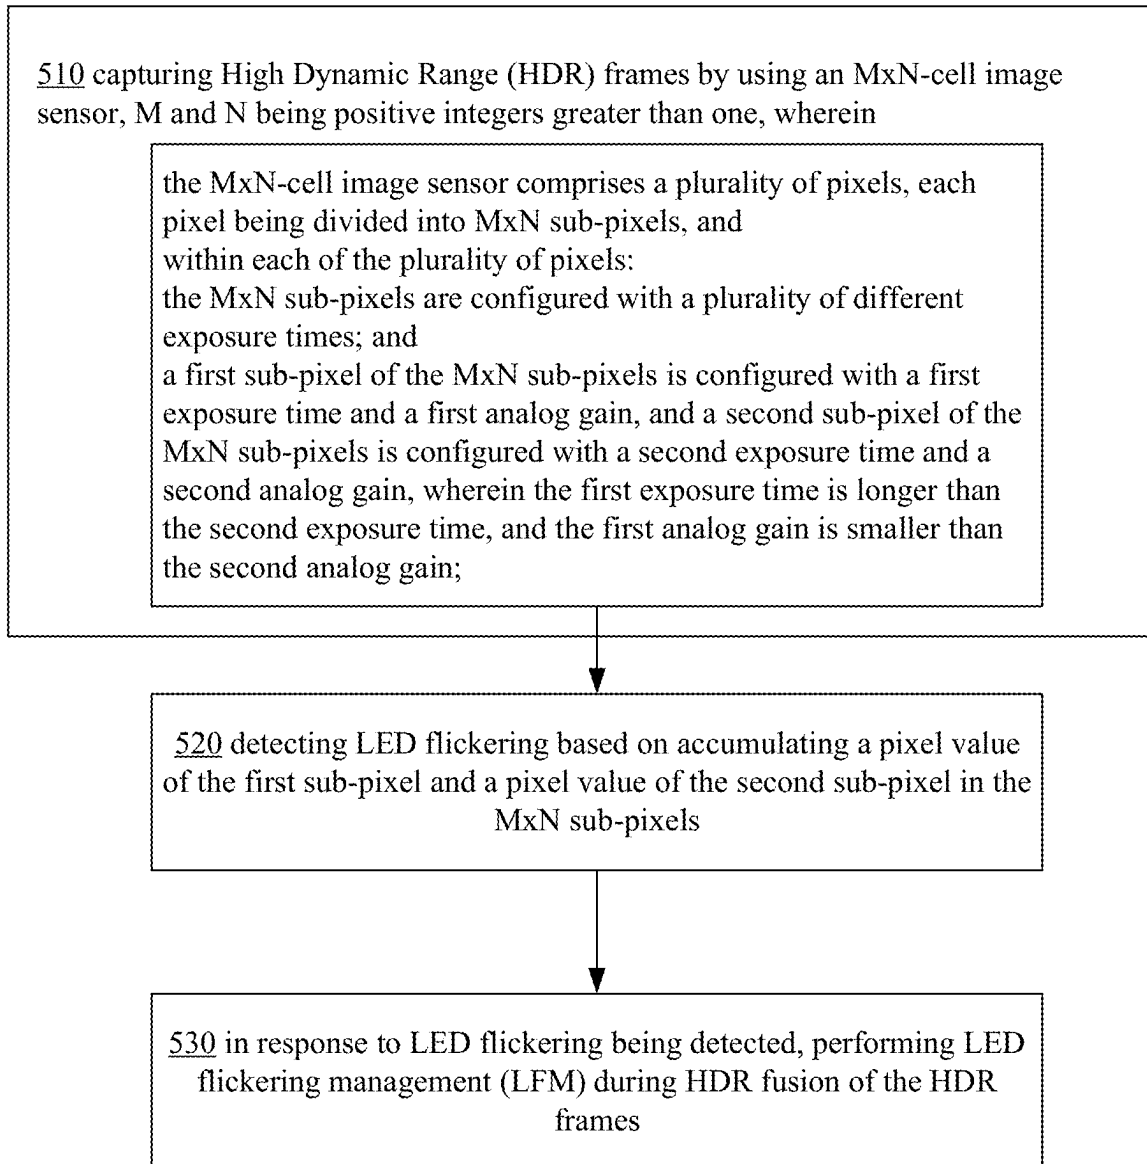 510 capturing High Dynamic Range (HDR) frames by using an MxN-cell image
sensor, M and N being positive integers greater than one, wherein
the MxN-cell image sensor comprises a plurality of pixels, each
pixel being divided into MxN sub-pixels, and
within each of the plurality of pixels:
the MxN sub-pixels are configured with a plurality of different
exposure times; and
a first sub-pixel of the MxN sub-pixels is configured with a first
exposure time and a first analog gain, and a second sub-pixel of the
MxN sub-pixels is configured with a second exposure time and a
second analog gain, wherein the first exposure time is longer than
the second exposure time, and the first analog gain is smaller than
the second analog gain;
520 detecting LED flickering based on accumulating a pixel value
of the first sub-pixel and a pixel value of the second sub-pixel in the
MxN sub-pixels
530 in response to LED flickering being detected, performing LED
flickering management (LFM) during HDR fusion of the HDR
frames